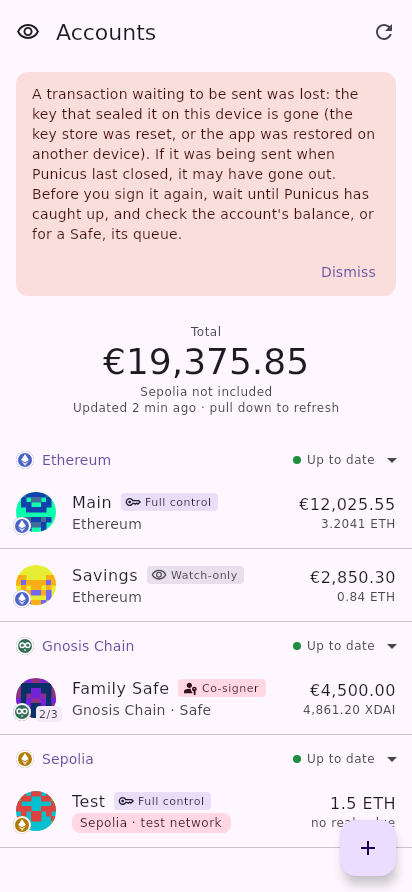 Accounts
A transaction waiting to be sent was lost: the
key that sealed it on this device is gone (the
key store was reset, or the app was restored on
another device). If it was being sent when
Punicus last closed, it may have gone out.
Before you sign it again, wait until Punicus has
caught up, and check the account's balance, or
for a Safe, its queue.
Dismiss
Total
€19,375.85
Sepolia not included
Updated 2 min ago · pull down to refresh
Ethereum Up to date
Main Full control €12,025.55
Ethereum 3.2041 ETH
Savings Watch-only €2,850.30
Ethereum 0.84 ETH
Gnosis Chain Up to date
Family Safe Co-signer €4,500.00
2/3 Gnosis Chain · Safe 4,861.20 XDAI
Sepolia Up to date
Test Full control 1.5 ETH
Sepolia · test network no
+